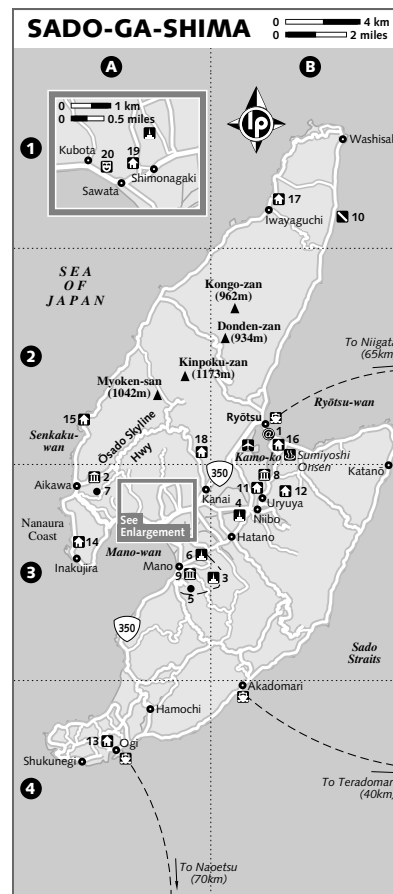 SADO-GA-SHIMA
0 4 km
0 2 miles
A
B
0 1 km
0 0.5 miles
1
Kubota
20
19
Shimonagaki
Sawata
lp
Washisak
17
Iwayaguchi
10
SEA
OF
JAPAN
Kongo-zan
(962m)
Donden-zan
(934m)
2
Kinpoku-zan
(1173m)
Myoken-san
(1042m)
To Niigata
(65km)
Ryōtsu
Ryōtsu-wan
@ 1
15
Senkaku-
wan
Ōsado Skyline
Hwy
18
16
Kamo-ko
Sumiyoshi
Onsen
Katano
350
2
Aikawa
7
8
Kanai
11
12
4
Uryuya
Niibo
See
Enlargement
Nanaura
Coast
14
Mano-wan
Hatano
3
Inakujira
6
Mano
9
3
5
350
Sado
Straits
Akadomari
Hamochi
13
Ogi
Shukunegi
4
To Teradomar
(40km)
To Naoetsu
(70km)